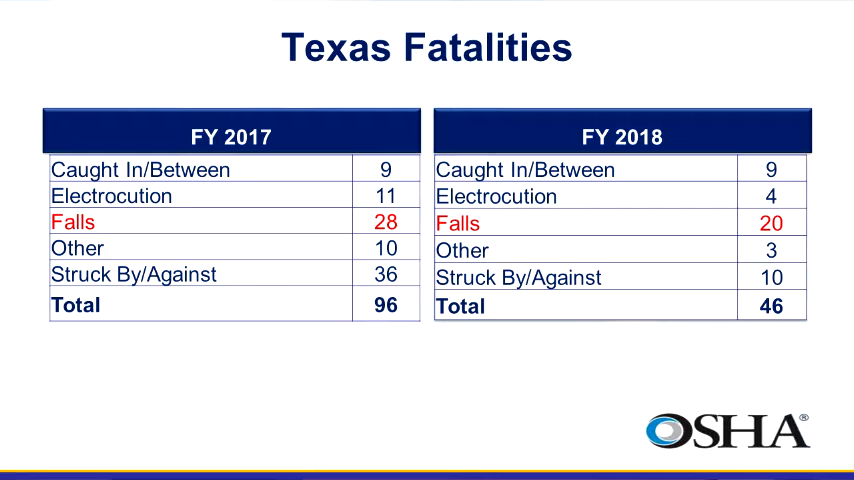 Texas Fatalities
FY 2017
Caught In/Between 9
Electrocution 11
Falls 28
Other 10
Struck By/Against 36
Total 96
FY 2018
Caught In/Between 9
Electrocution 4
Falls 20
Other 3
Struck By/Against 10
Total 46
OSHA®